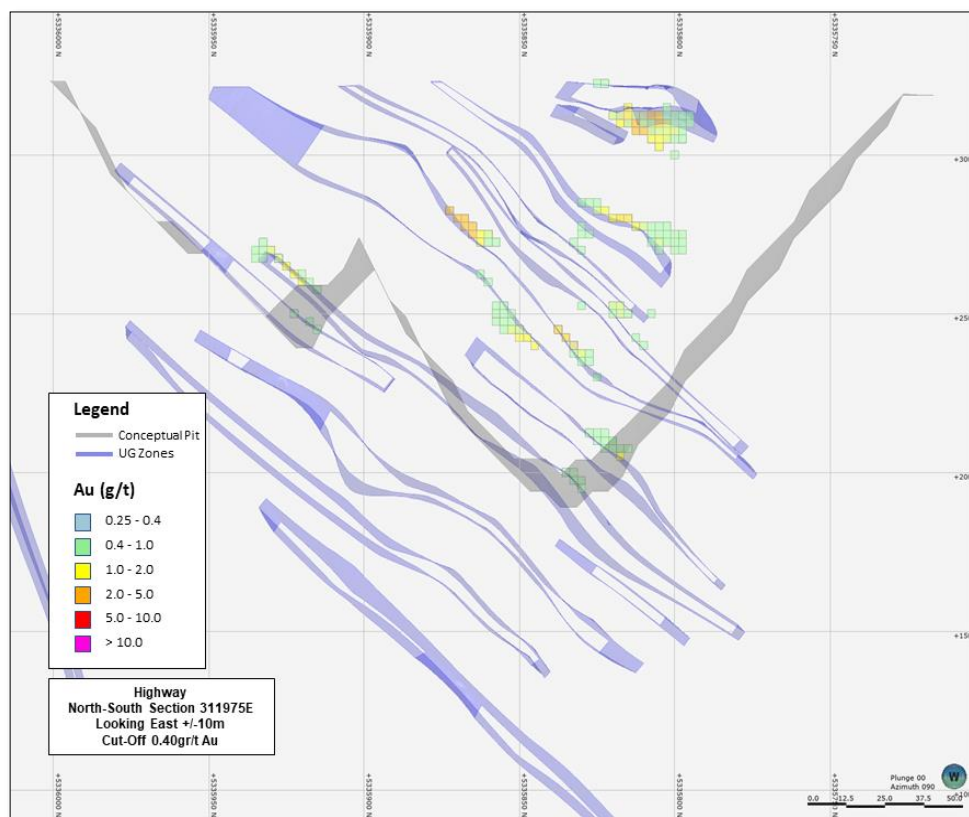 +5336000 N
+5335950 N
+5335900 N
+5335850 N
+5335800 N
+5335750 N
+300
+250
+200
+150
+100
Legend
Conceptual Pit
UG Zones
Au (g/t)
0.25 - 0.4
0.4 - 1.0
1.0 - 2.0
2.0 - 5.0
5.0 - 10.0
> 10.0
Highway
North-South Section 311975E
Looking East +/-10m
Cut-Off 0.40gr/t Au
+5336000 N
+5335950 N
+5335900 N
+5335850 N
+5335800 N
+5335750 N
Plunge 00
Azimuth 090
W
0.0 12.5 25.0 37.5 50.0